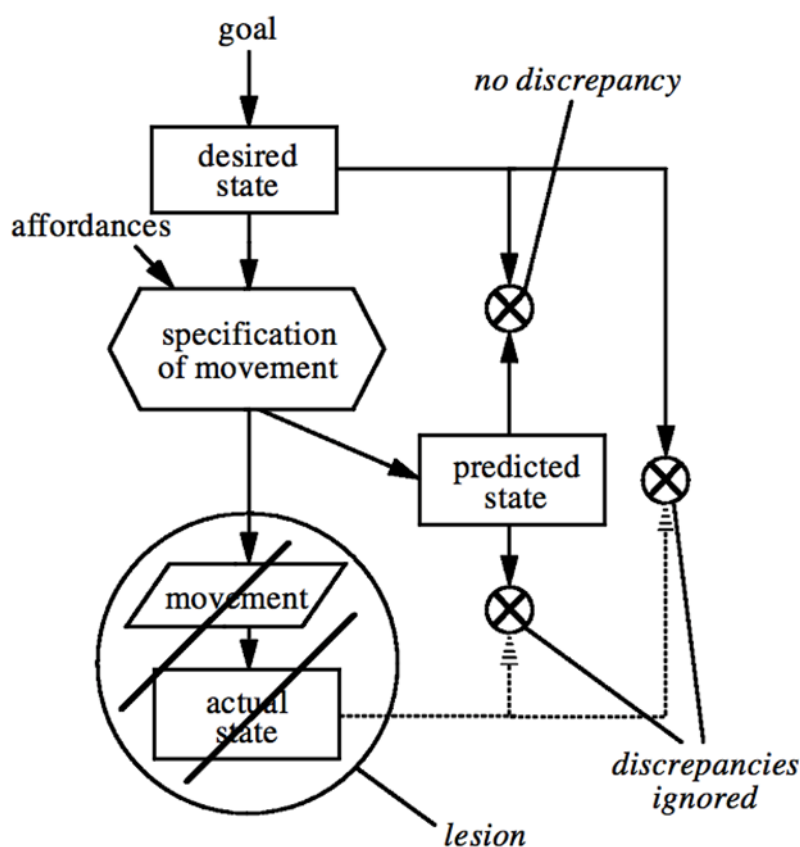 goal
no discrepancy
desired
state
affordances
specification
of movement
predicted
state
movement
actual
state
discrepancies
ignored
lesion